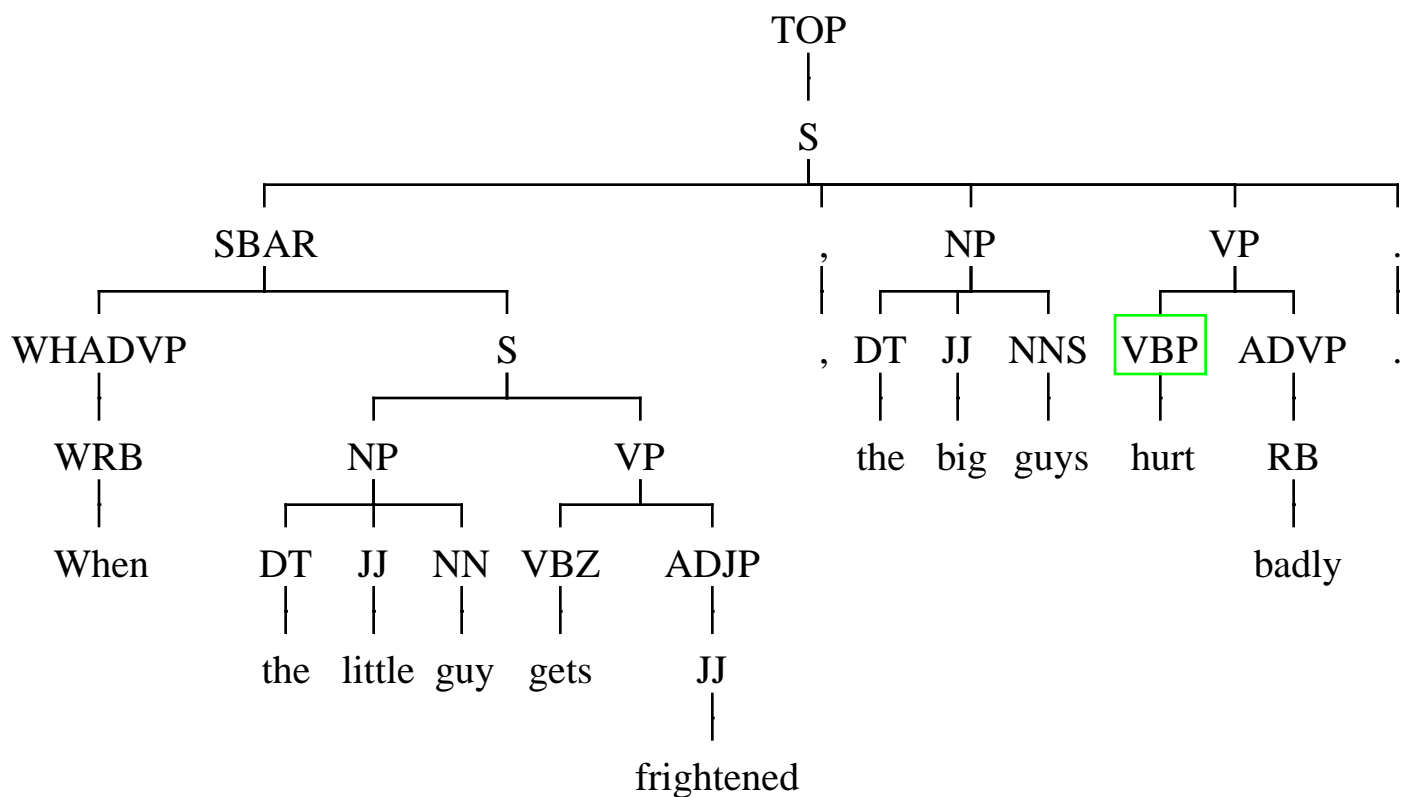 TOP
S
SBAR , NP VP .
WHADVP S , DT JJ NNS VBP ADVP .
WRB NP VP the big guys hurt RB
When DT JJ NN VBZ ADJP badly
the little guy gets JJ
frightened